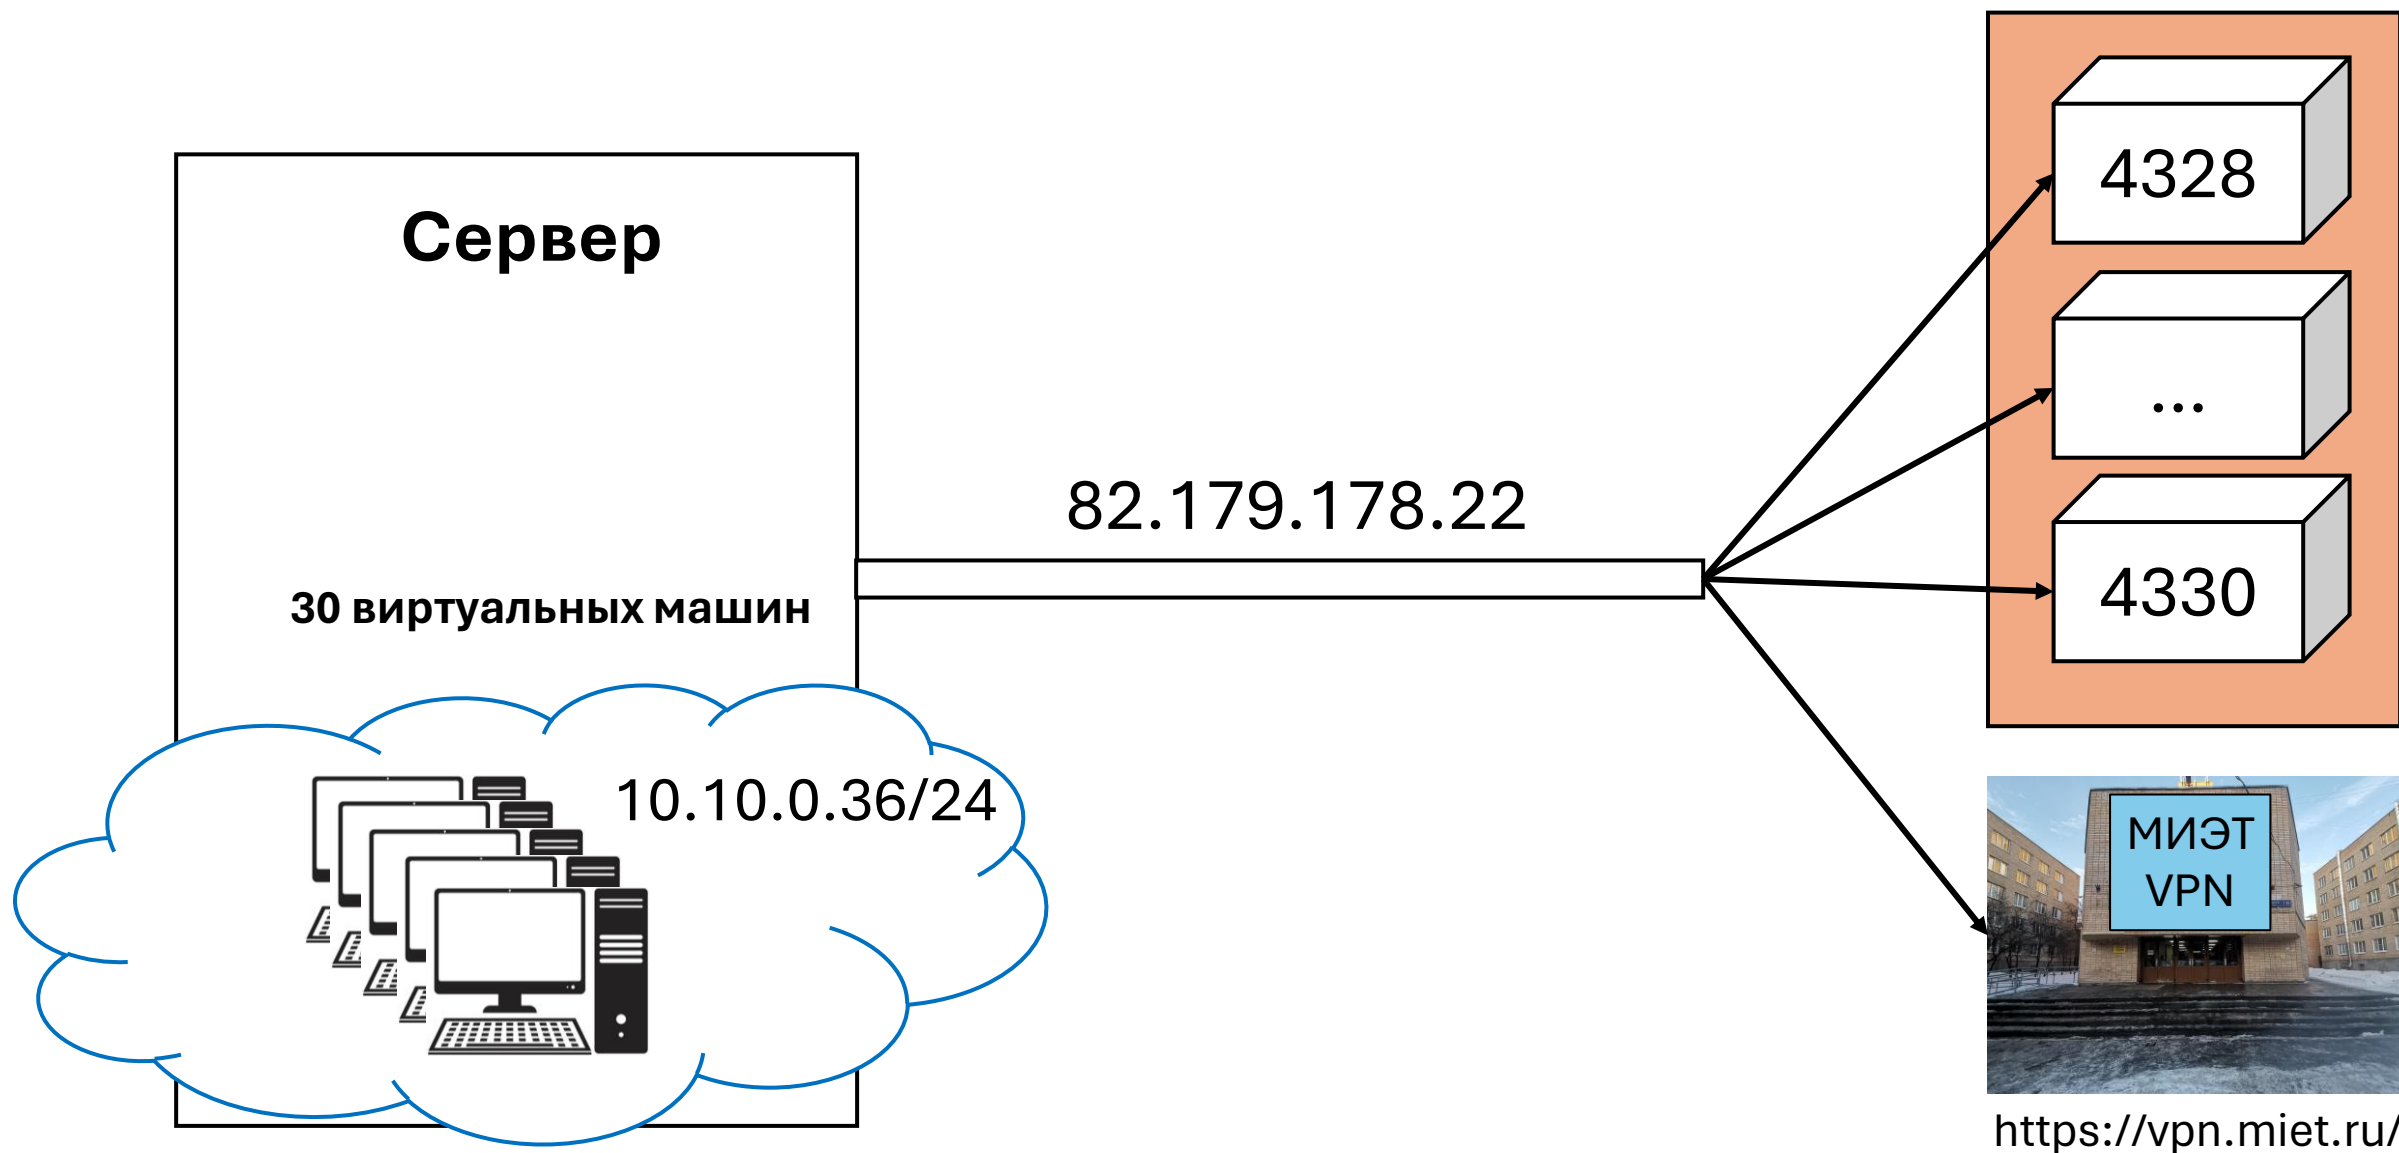 Сервер
30 виртуальных машин
10.10.0.36/24
82.179.178.22
4328
...
4330
МИЭТ
VPN
https://vpn.miet.ru/